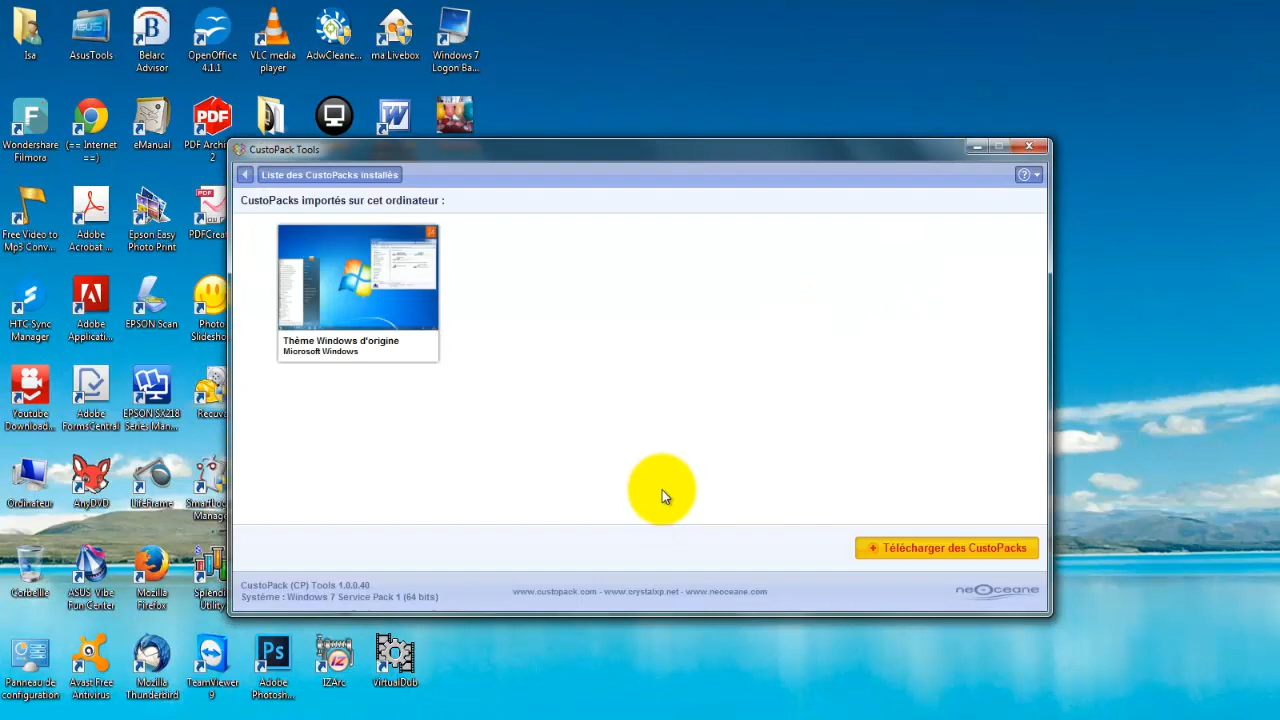 Isa
AsusTools
Belarc
Advisor
OpenOffice
4.1.1
VLC media
player
AdwCleane...
ma Livebox
Windows 7
Logon Ba...
Wondershare
Filmora
(== Internet
==)
eManual
PDF Arch
2
Free Video to
Mp3 Conv...
Adobe
Acrobat ...
Epson Easy
Photo Print
PDFCrea
HTC Sync
Manager
Adobe
Applicati...
EPSON Scan
Photo
Slidesho
Youtube
Download...
Adobe
FormsCentral
EPSON SX218
Series Man...
Recuv
Ordinateur
AnyDVD
LifeFrame
SmartLog
Manag
Corbeille
ASUS Vibe
Fun Center
Mozilla
Firefox
Splend
Utility
Panneau de
configuration
Avast Free
Antivirus
Mozilla
Thunderbird
TeamViewer
9
Adobe
Photosh...
IZArc
VirtualDub
CustoPack Tools
Liste des CustoPacks installés
CustoPacks importés sur cet ordinateur :
Thème Windows d'origine
Microsoft Windows
Télécharger des CustoPacks
CustoPack (CP) Tools 1.0.0.40
Système : Windows 7 Service Pack 1 (64 bits)
www.custopack.com - www.crystalxp.net - www.neoceane.com
neOceane